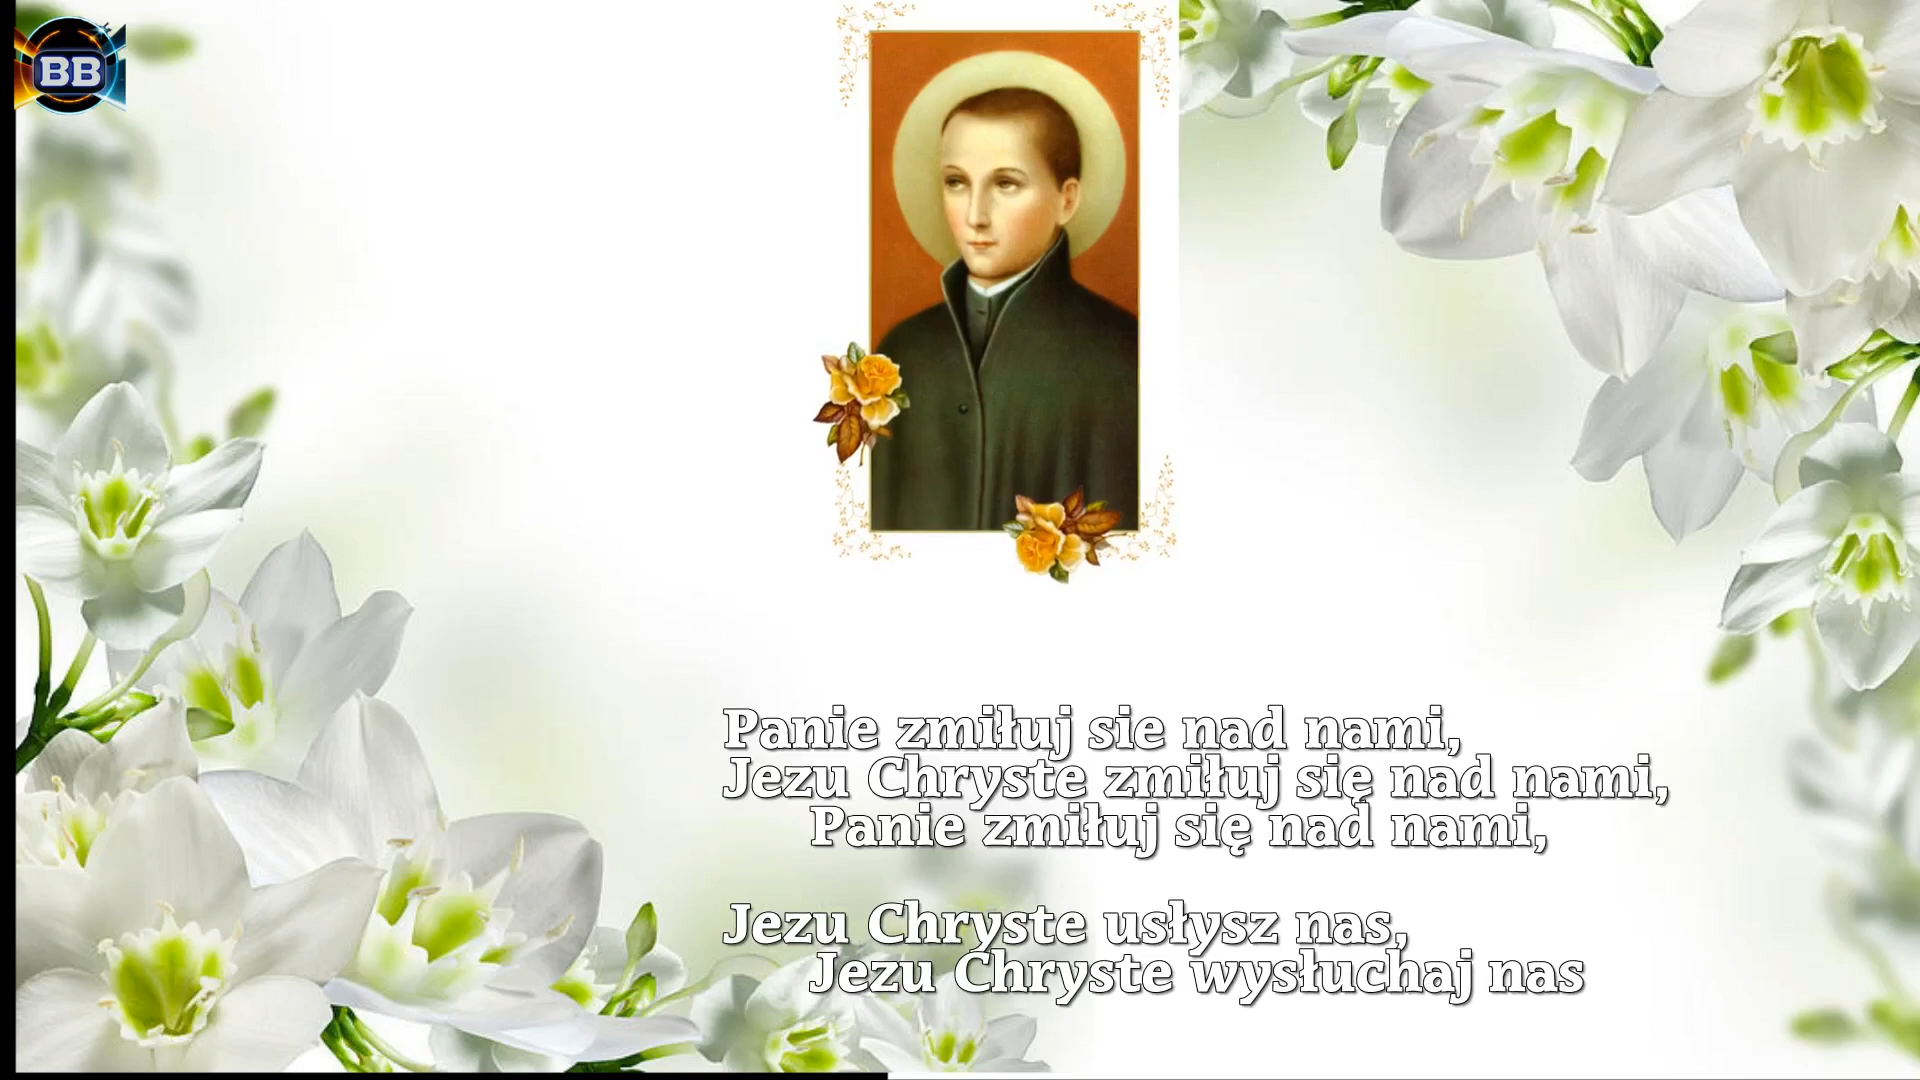 BB
Panie zmiłuj sie nad nami,
Jezu Chryste zmiłuj się nad nami,
Panie zmiłuj się nad nami,
Jezu Chryste usłysz nas,
Jezu Chryste wysłuchaj nas